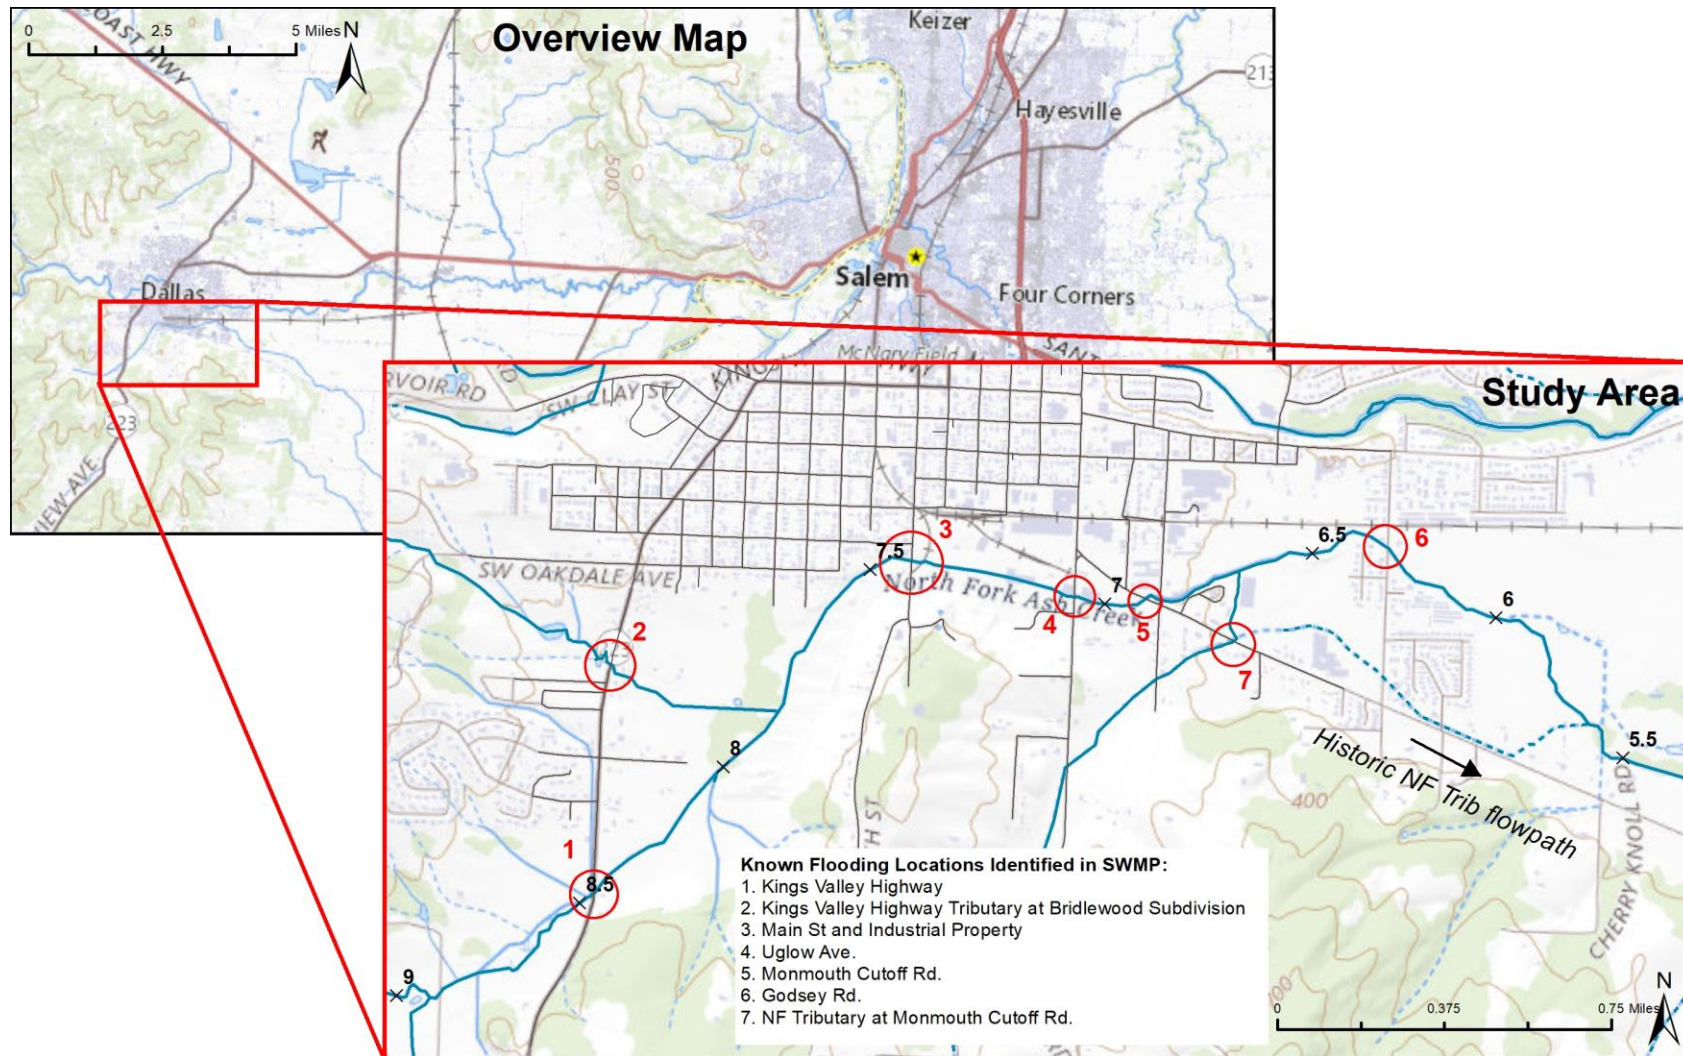 Overview Map
0 2.5 5 Miles N
COAST HWY
Keizer
213
Hayesville
500
Salem
Four Corners
Dallas
McNary Field
223
Study Area
SW CLAY ST
SW OAKDALE AVE
7.5
3
6.5
6
North Fork Ash Creek
7
4
5
6
2
7
8
5.5
Historic NF Trib flowpath
400
CHERRY KNOLL RD
1
8.5
9
Known Flooding Locations Identified in SWMP:
1. Kings Valley Highway
2. Kings Valley Highway Tributary at Bridlewood Subdivision
3. Main St and Industrial Property
4. Uglow Ave.
5. Monmouth Cutoff Rd.
6. Godsey Rd.
7. NF Tributary at Monmouth Cutoff Rd.
N
0 0.375 0.75 Miles